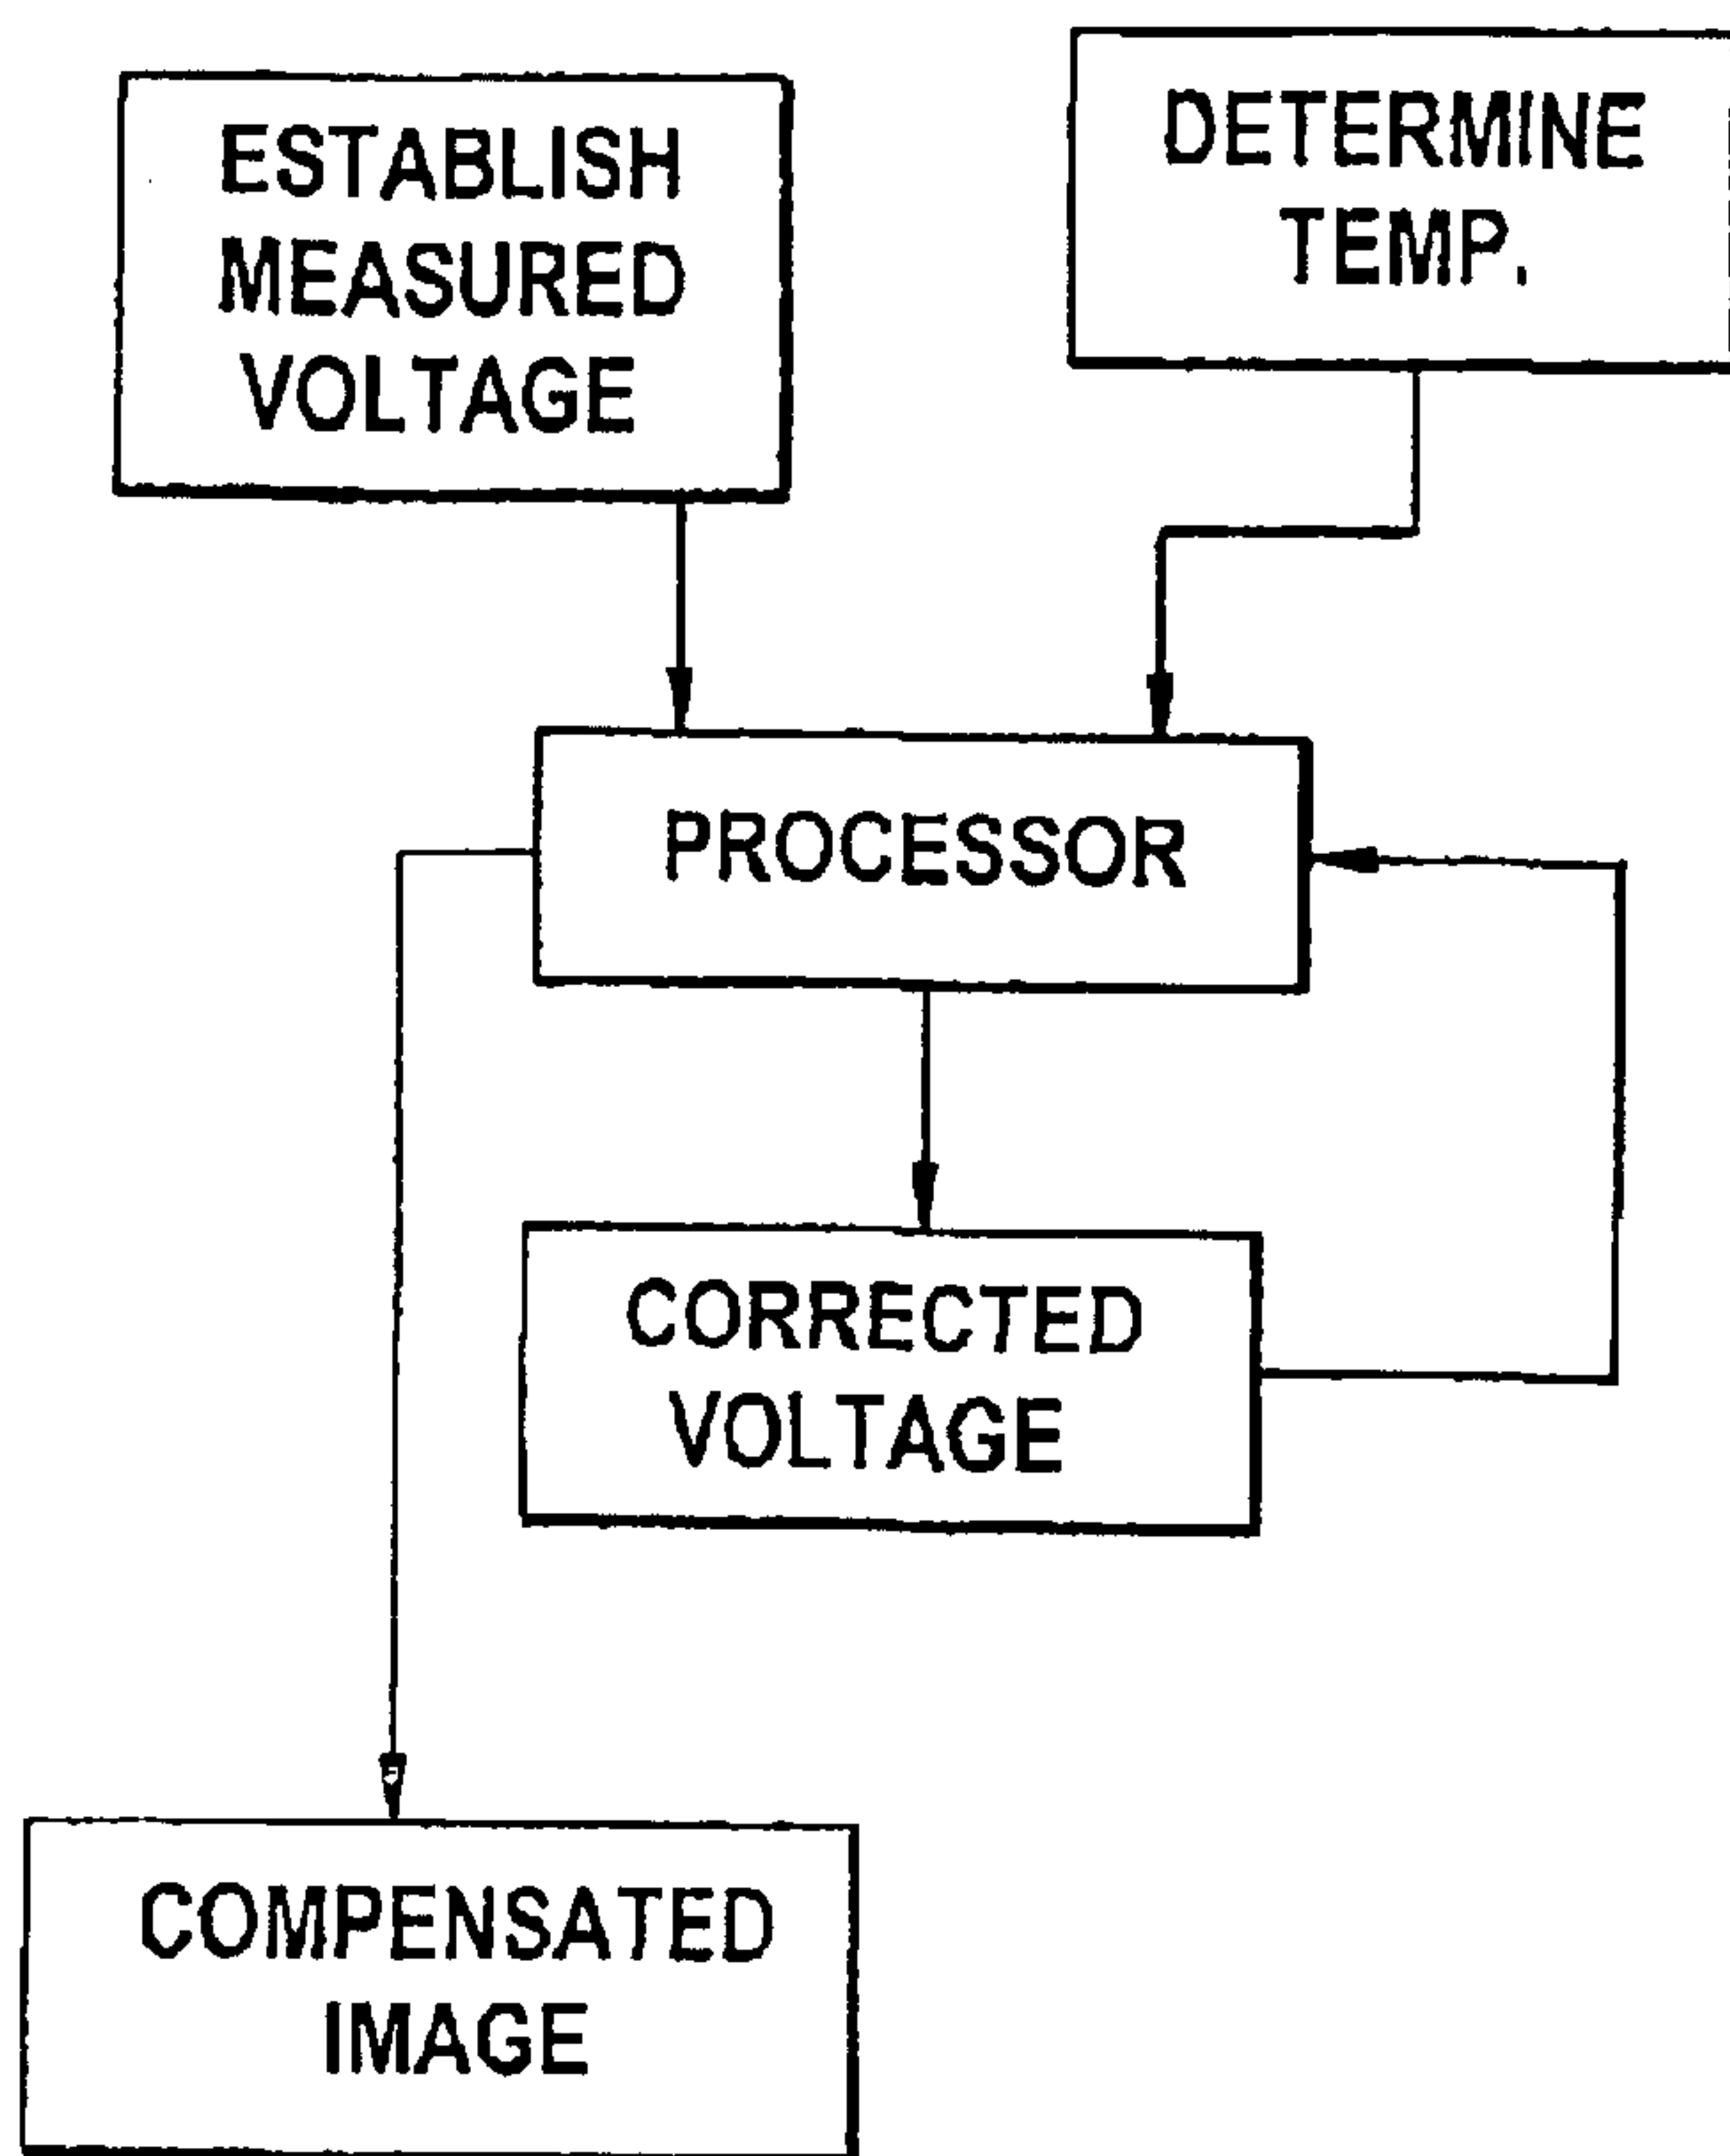 ESTABLISH
MEASURED
VOLTAGE
DETERMINE
TEMP.
PROCESSOR
CORRECTED
VOLTAGE
COMPENSATED
IMAGE